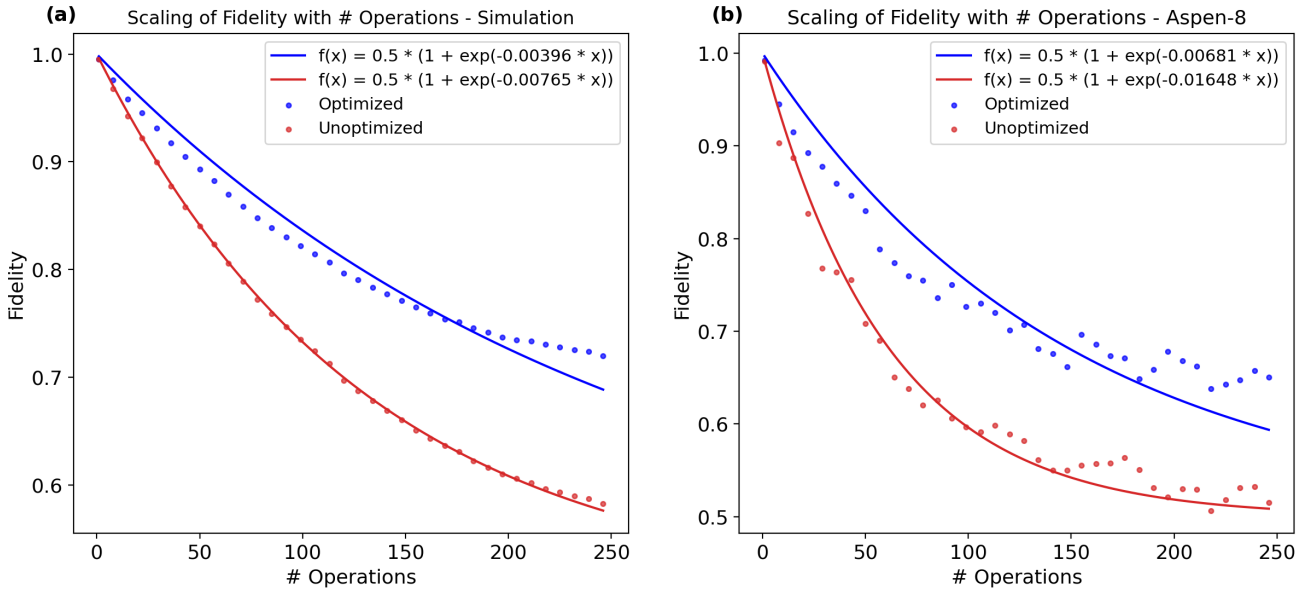 (a)
Scaling of Fidelity with # Operations - Simulation
f(x) = 0.5 * (1 + exp(-0.00396 * x))
f(x) = 0.5 * (1 + exp(-0.00765 * x))
Optimized
Unoptimized
Fidelity
1.0
0.9
0.8
0.7
0.6
0
50
100
150
200
250
# Operations
(b)
Scaling of Fidelity with # Operations - Aspen-8
f(x) = 0.5 * (1 + exp(-0.00681 * x))
f(x) = 0.5 * (1 + exp(-0.01648 * x))
Optimized
Unoptimized
Fidelity
1.0
0.9
0.8
0.7
0.6
0.5
0
50
100
150
200
250
# Operations